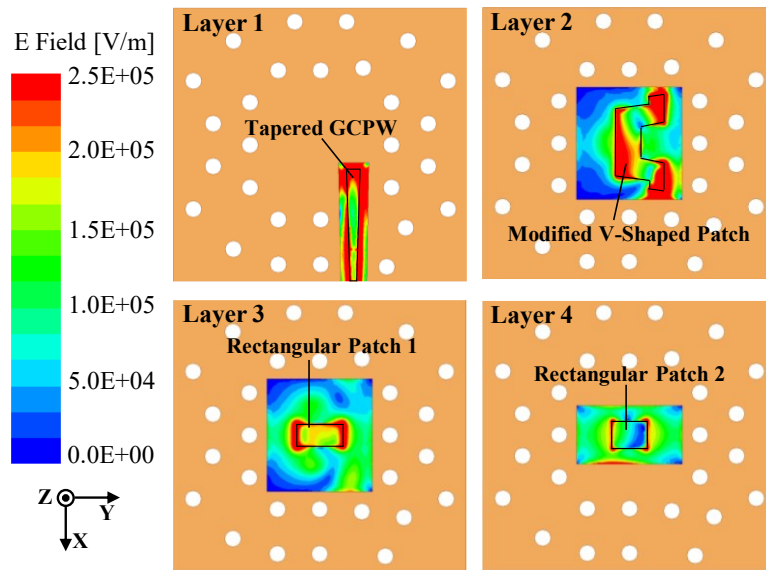 E Field [V/m]
2.5E+05
2.0E+05
1.5E+05
1.0E+05
5.0E+04
0.0E+00
Z
Y
X
Layer 1
Tapered GCPW
Layer 2
Modified V-Shaped Patch
Layer 3
Rectangular Patch 1
Layer 4
Rectangular Patch 2